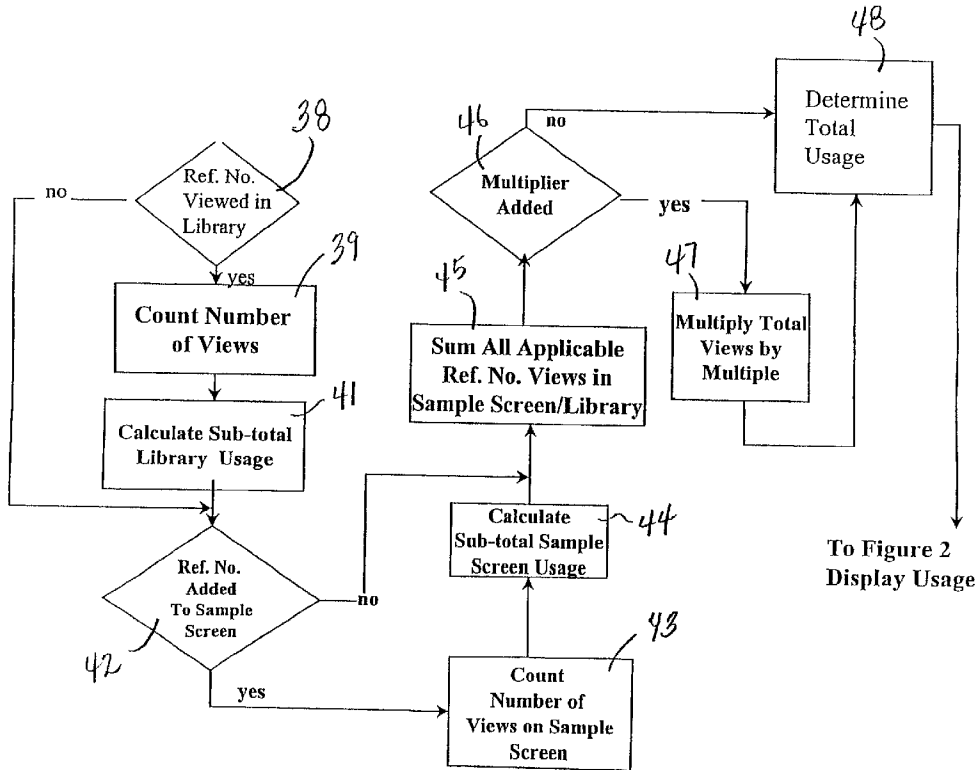 38
Ref. No.
Viewed in
Library
no
yes
39
Count Number
of Views
41
Calculate Sub-total
Library Usage
Ref. No.
Added
To Sample
Screen
42
no
yes
43
Count
Number of
Views on Sample
Screen
44
Calculate
Sub-total Sample
Screen Usage
45
Sum All Applicable
Ref. No. Views in
Sample Screen/Library
46
Multiplier
Added
no
yes
47
Multiply Total
Views by
Multiple
48
Determine
Total
Usage
To Figure 2
Display Usage